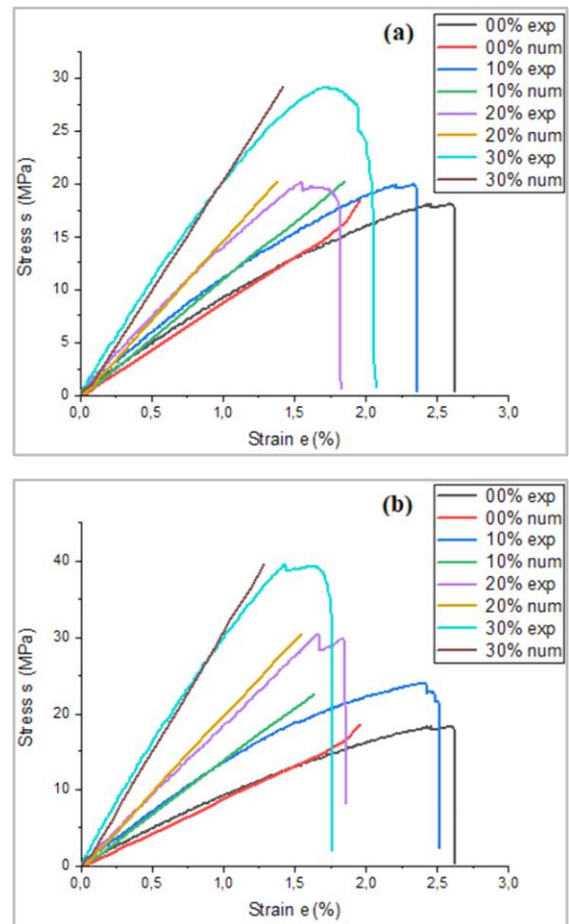 (a)
00% exp
00% num
10% exp
10% num
20% exp
20% num
30% exp
30% num
30
25
20
15
10
5
0
Stress s (MPa)
0,0 0,5 1,0 1,5 2,0 2,5 3,0
Strain e (%)
(b)
00% exp
00% num
10% exp
10% num
20% exp
20% num
30% exp
30% num
40
30
20
10
0
Stress s (MPa)
0,0 0,5 1,0 1,5 2,0 2,5 3,0
Strain e (%)